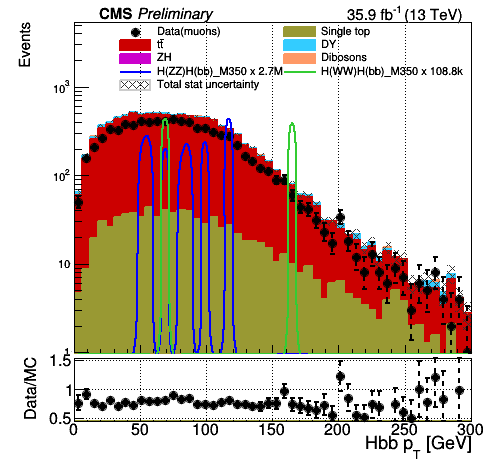 CMS Preliminary 35.9 fb⁻¹ (13 TeV)
Data(muons) Single top
tt̄ DY
ZH Dibosons
H(ZZ)H(bb)_M350 x 2.7M H(WW)H(bb)_M350 x 108.8k
Total stat uncertainty
Events
10³
10²
10
1
Data/MC
1.5
1
0.5
0 50 100 150 200 250 300
Hbb p_T [GeV]